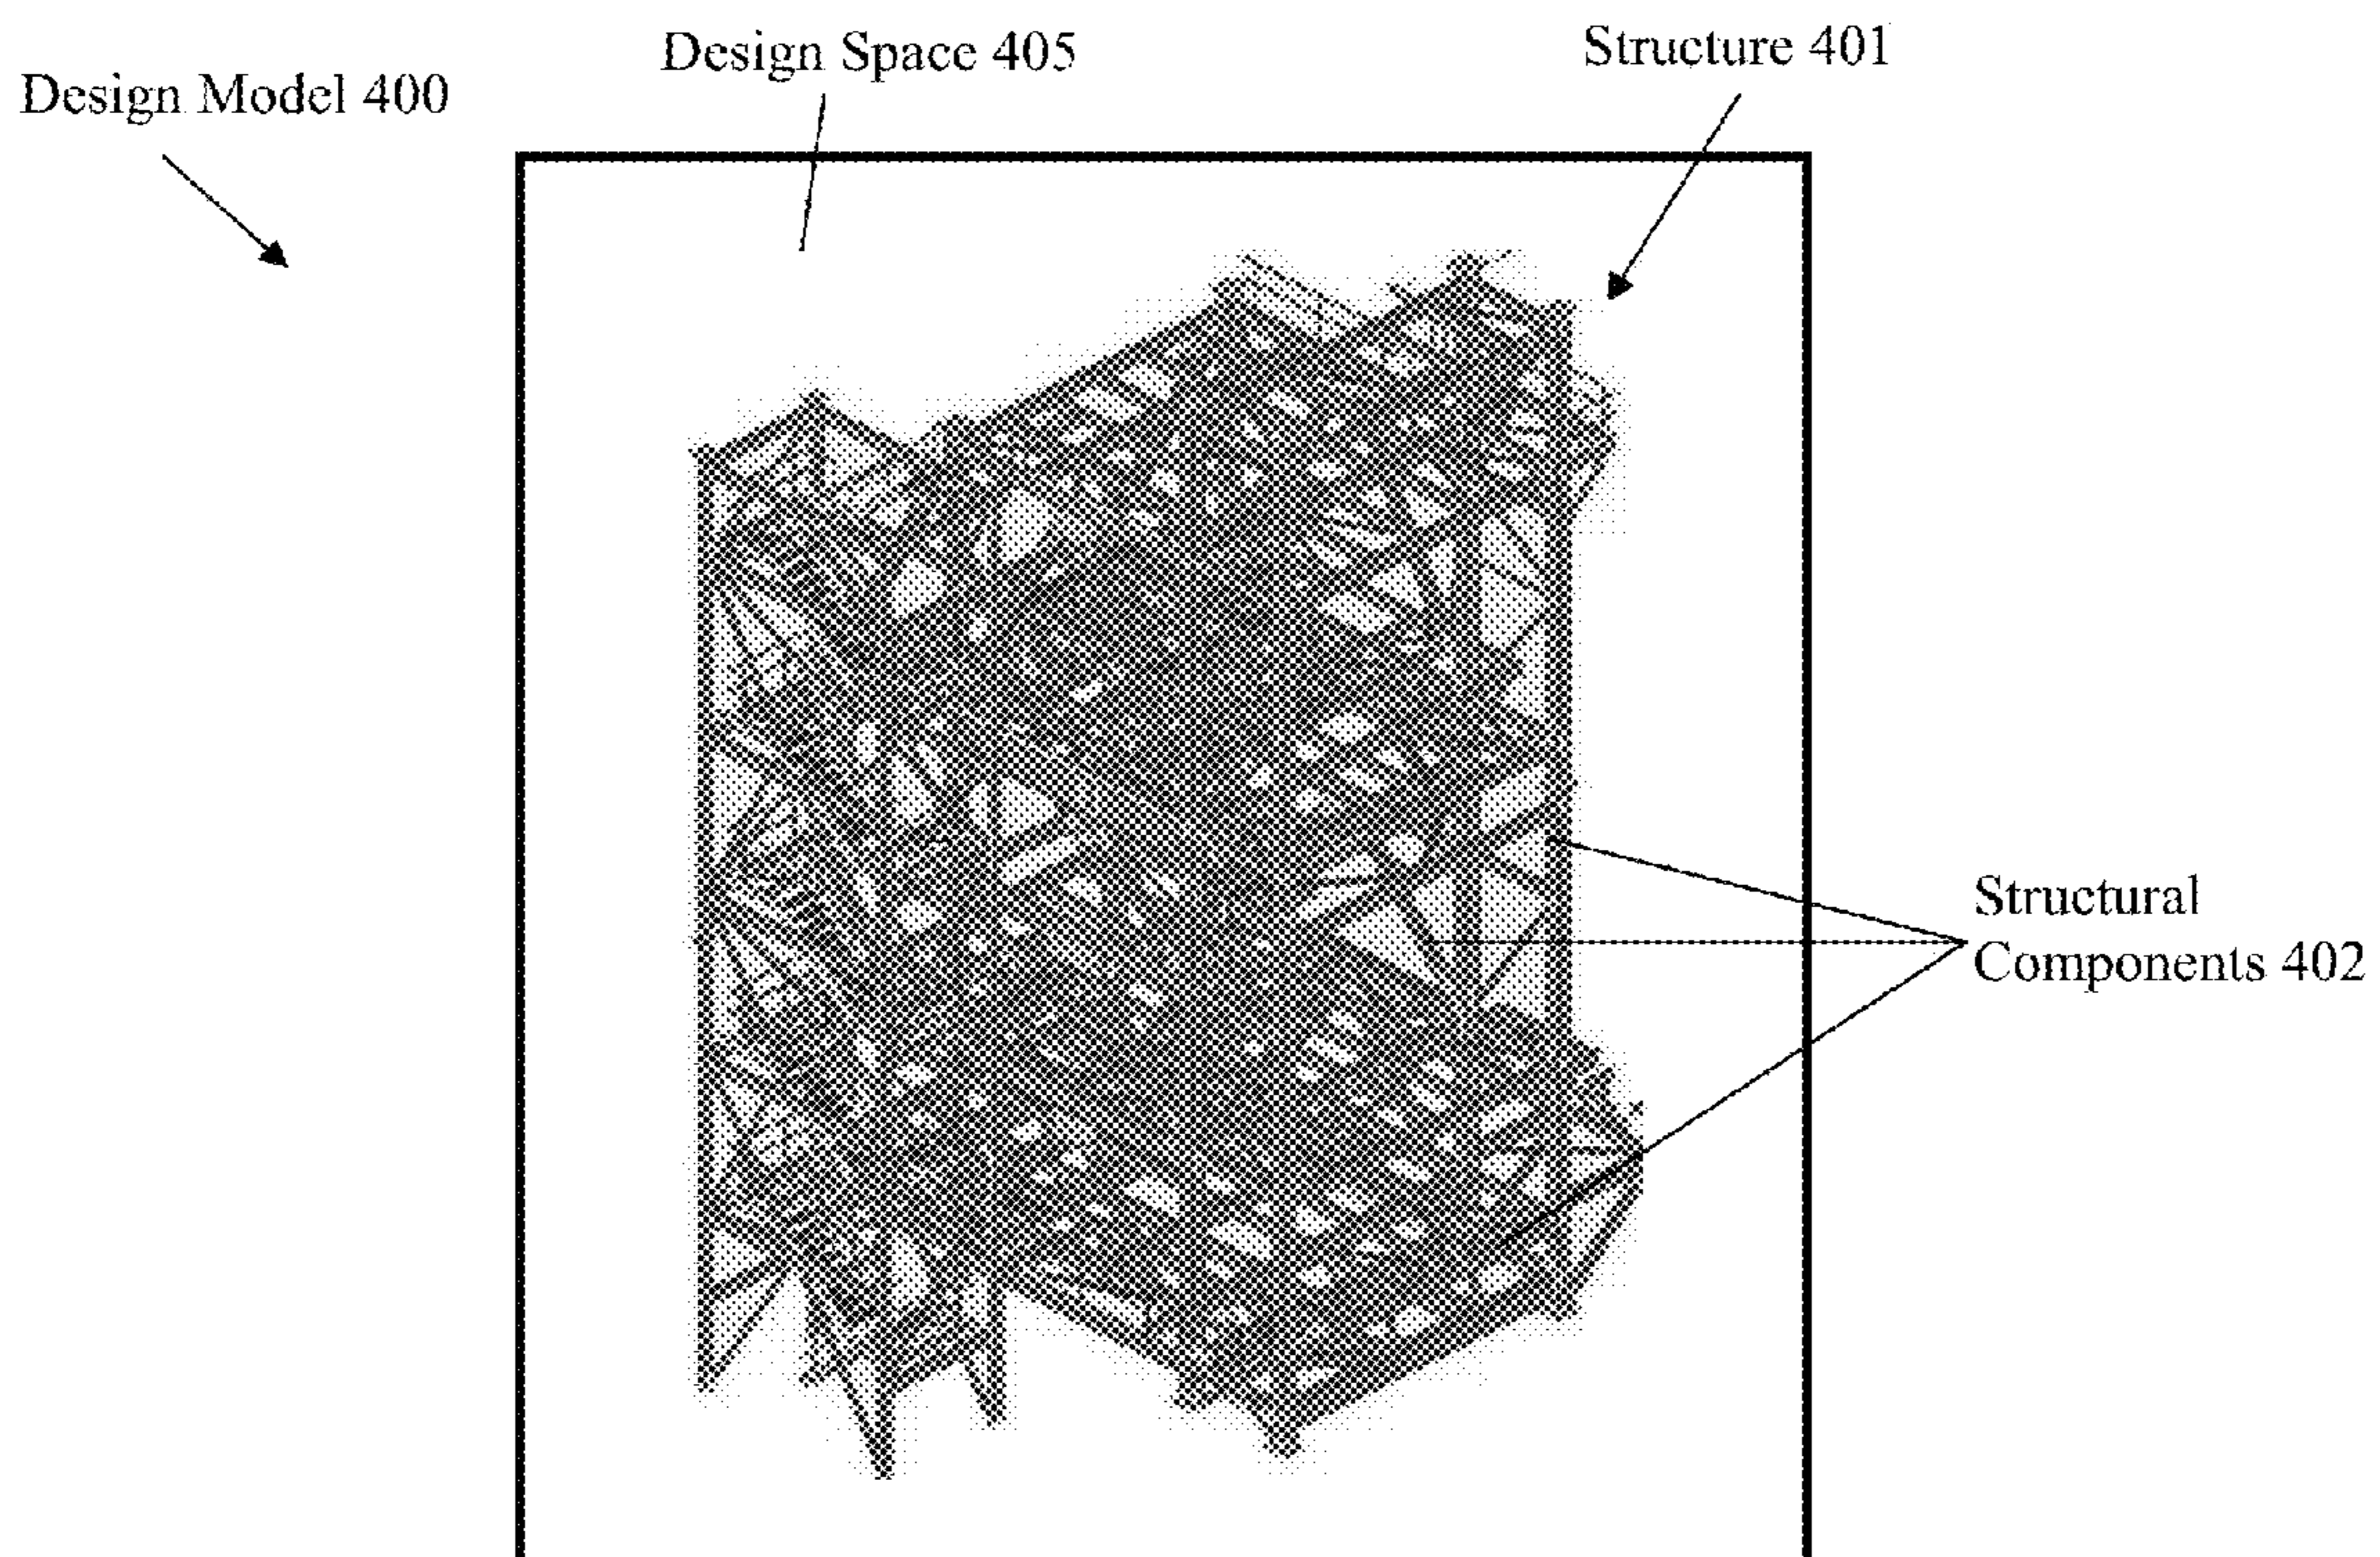 Design Model 400
Design Space 405
Structure 401
Structural
Components 402